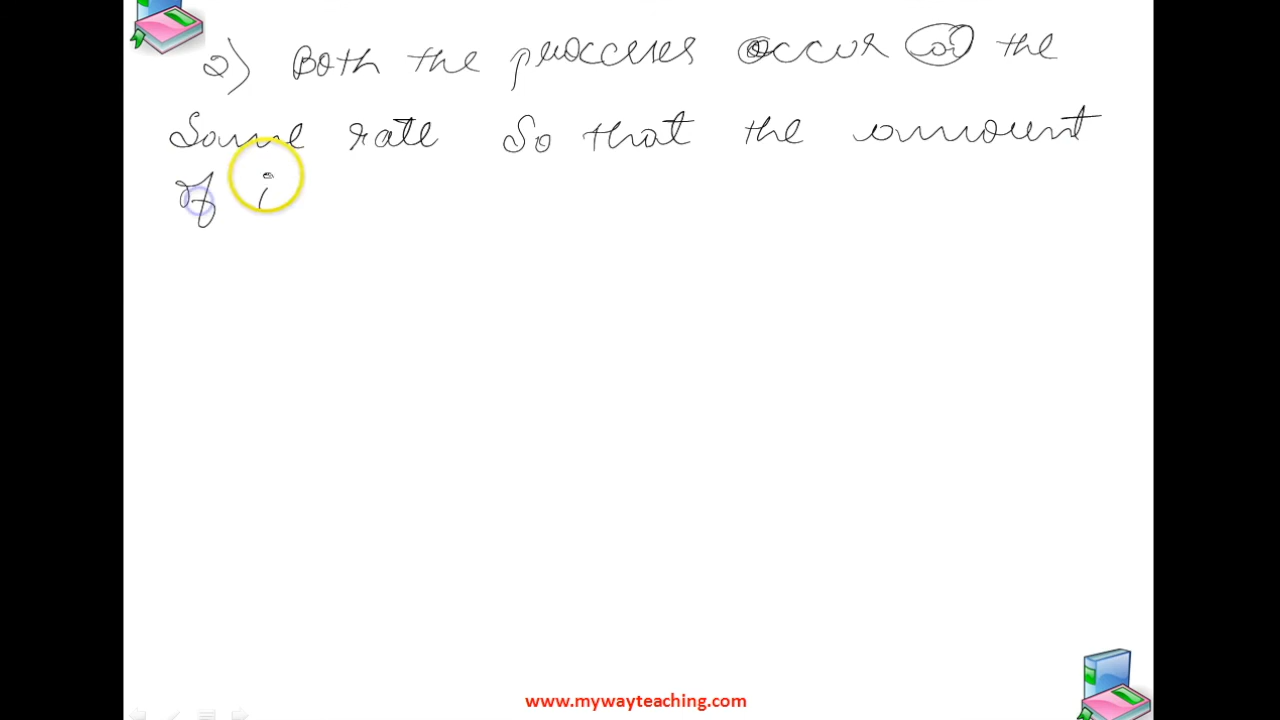 2) Both the processes occur at the
Same rate So that the amount
of i
www.mywayteaching.com